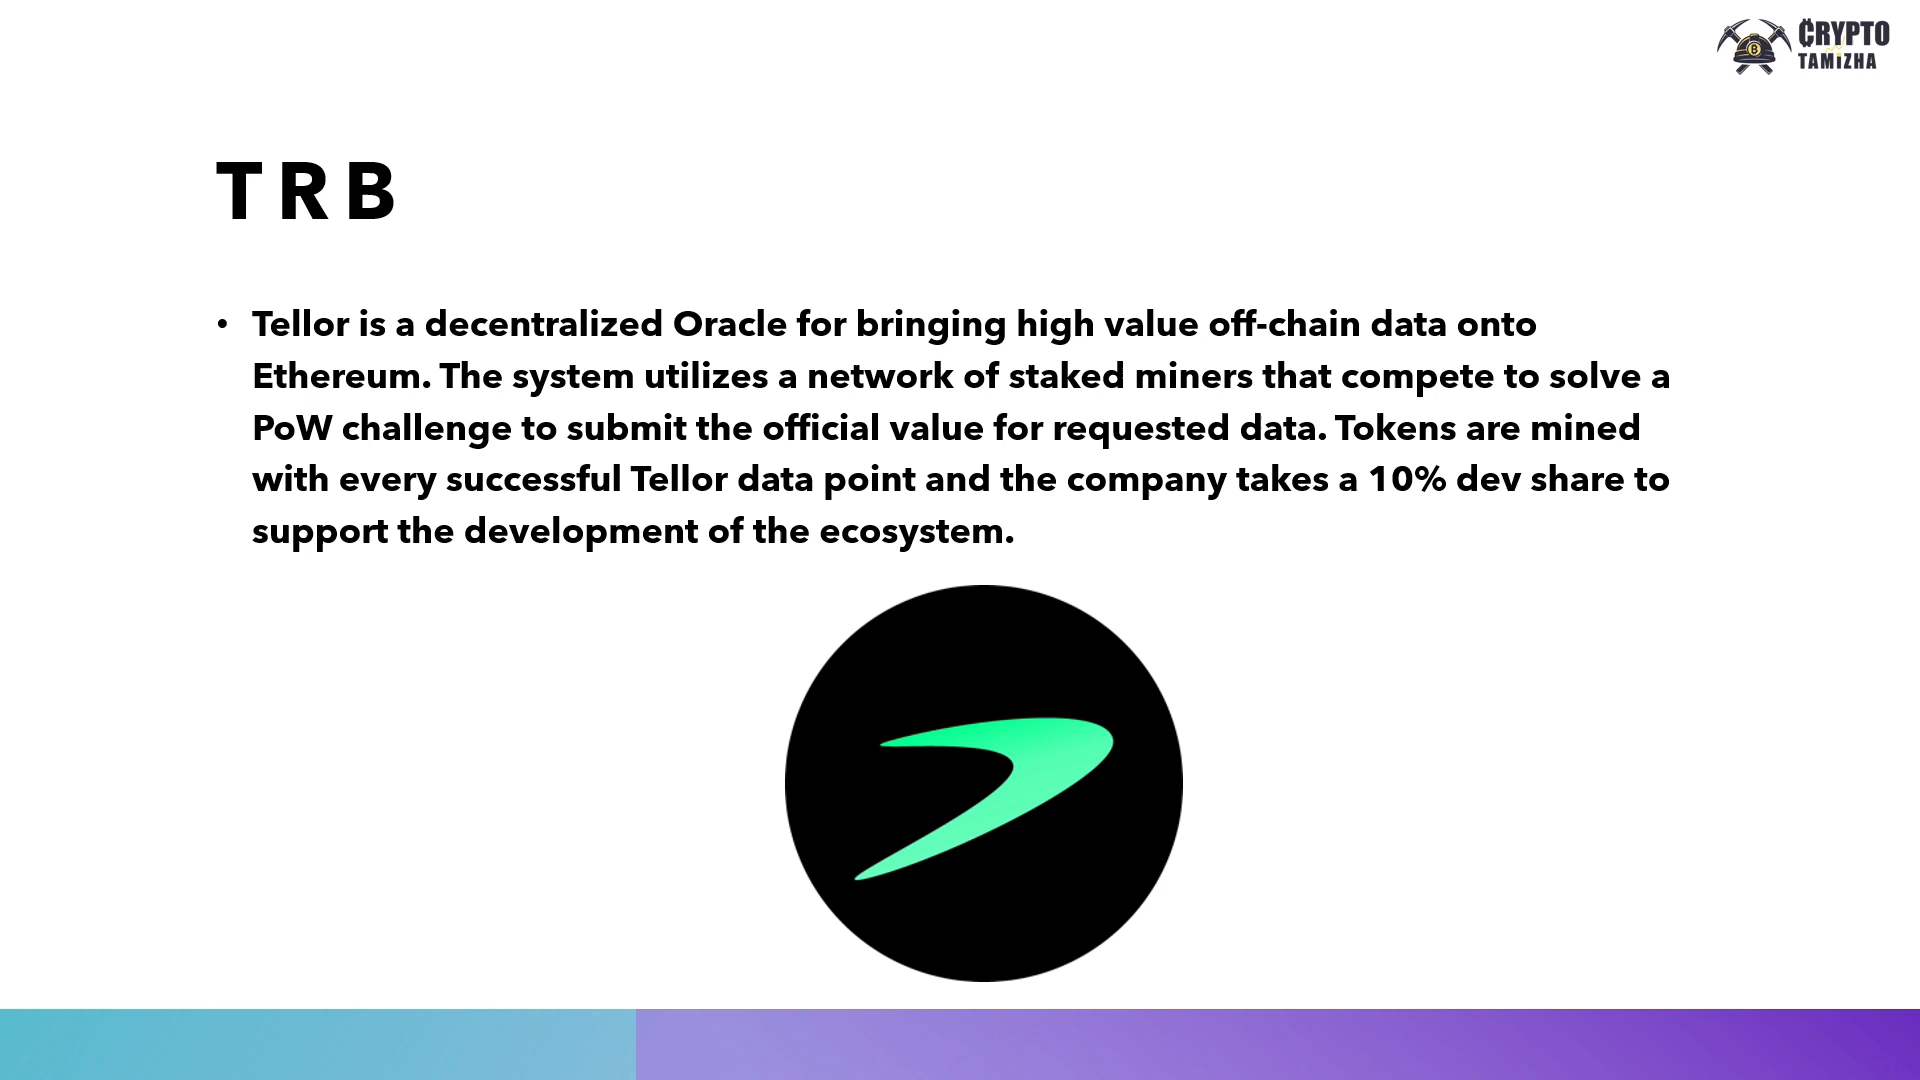 CRYPTO
TAMIZHA
TRB
• Tellor is a decentralized Oracle for bringing high value off-chain data onto
Ethereum. The system utilizes a network of staked miners that compete to solve a
PoW challenge to submit the official value for requested data. Tokens are mined
with every successful Tellor data point and the company takes a 10% dev share to
support the development of the ecosystem.